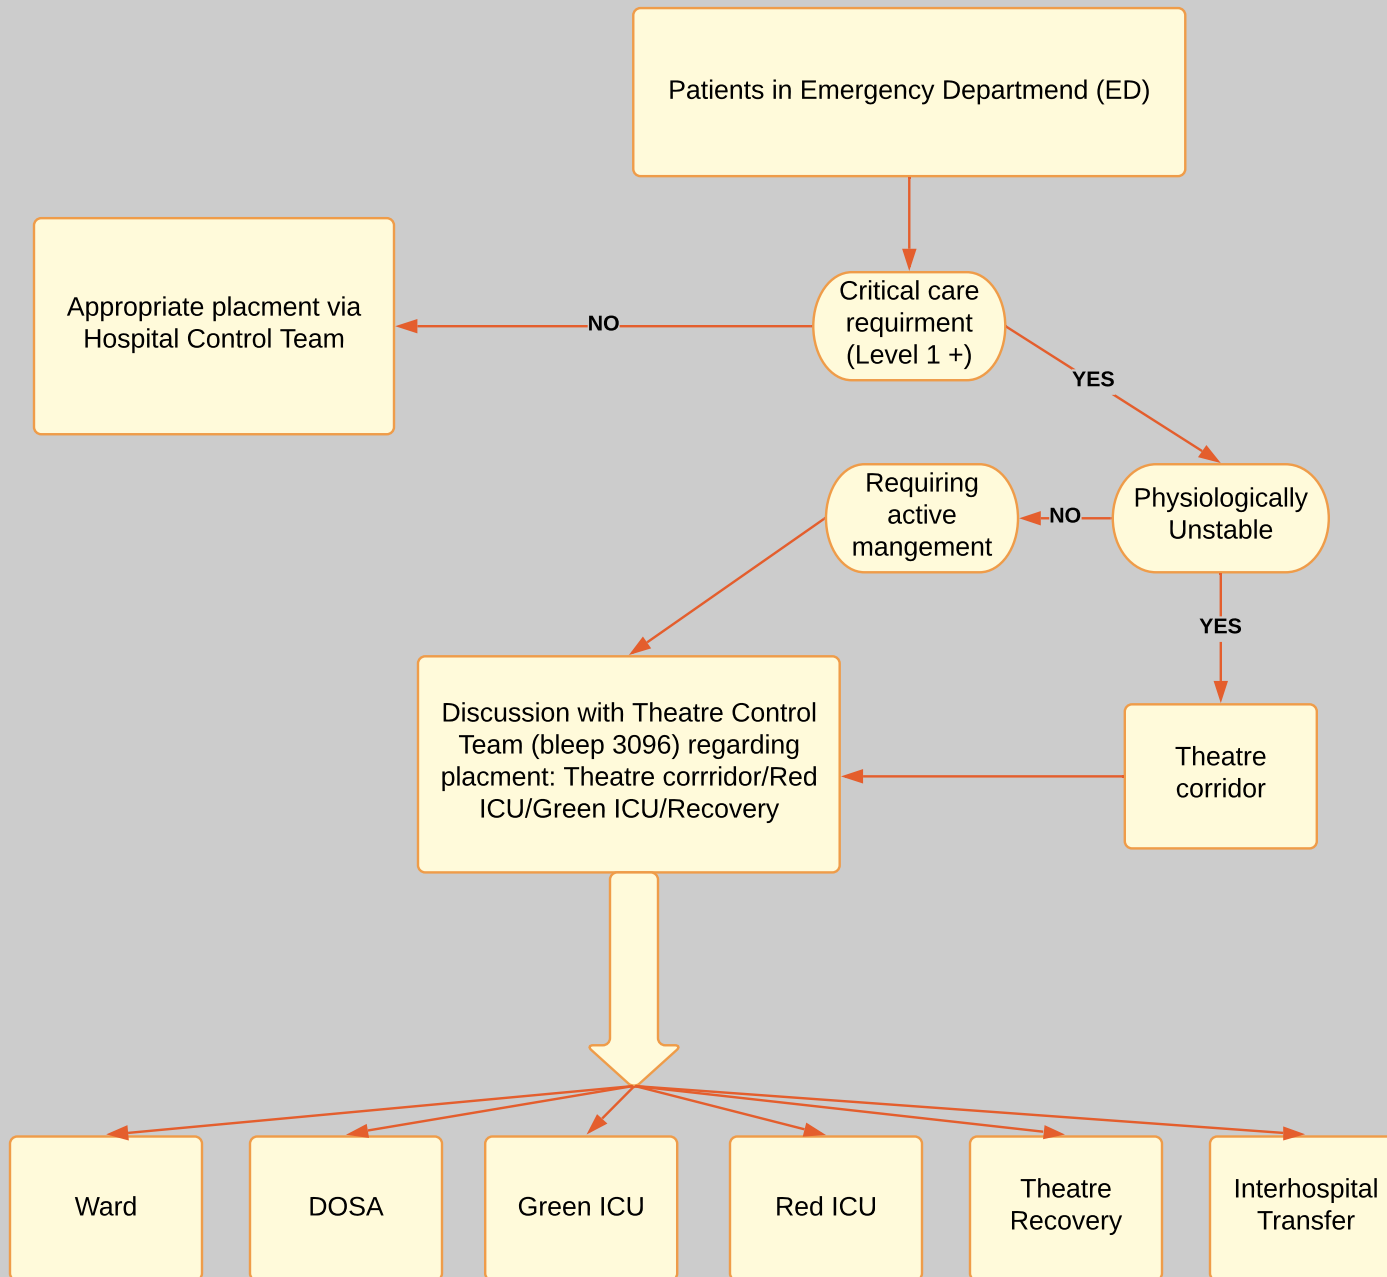 Patients in Emergency Departmend (ED)
Appropriate placment via
Hospital Control Team
NO
Critical care
requirment
(Level 1 +)
YES
Requiring
active
mangement
NO
Physiologically
Unstable
YES
Discussion with Theatre Control
Team (bleep 3096) regarding
placment: Theatre corrridor/Red
ICU/Green ICU/Recovery
Theatre
corridor
Ward
DOSA
Green ICU
Red ICU
Theatre
Recovery
Interhospital
Transfer